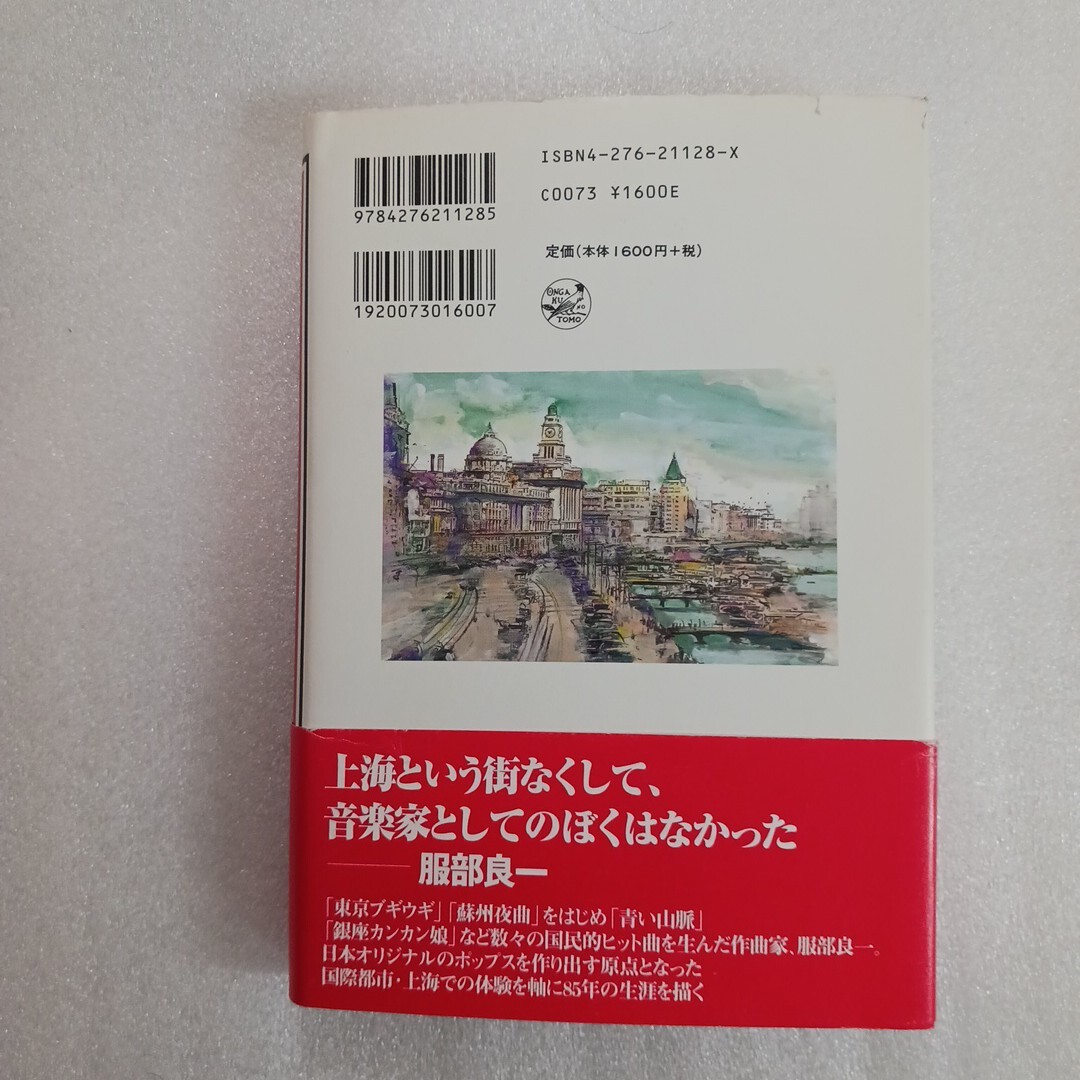 ISBN4-276-21128-X
9784276211285
C0073 ¥1600E
定価(本体1600円+税)
1920073016007
ONGAKU NO TOMO
上海という街なくして、
音楽家としてのぼくはなかった
――服部良一
「東京ブギウギ」「蘇州夜曲」をはじめ「青い山脈」
「銀座カンカン娘」など数々の国民的ヒット曲を生んだ作曲家、服部良一。
日本オリジナルのポップスを作り出す原点となった
国際都市・上海での体験を軸に85年の生涯を描く